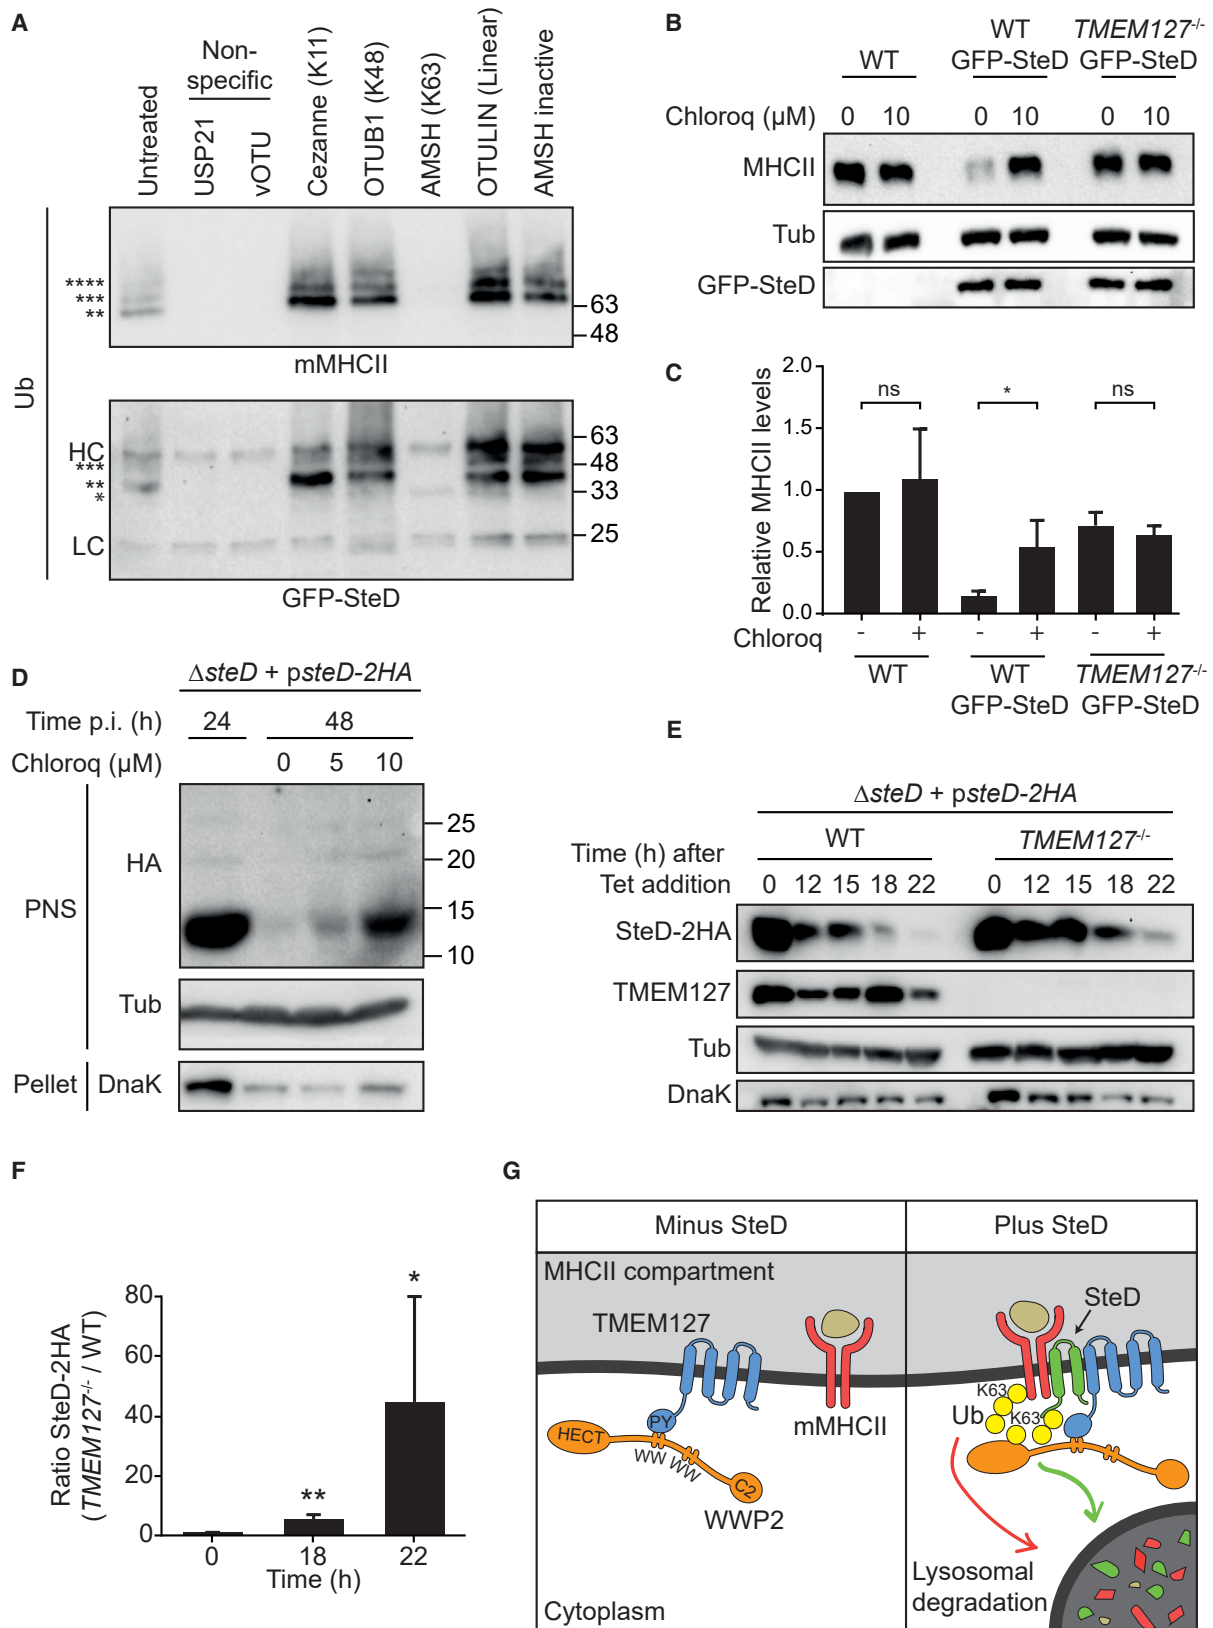 A
Non-
specific
Untreated
USP21
vOTU
Cezanne (K11)
OTUB1 (K48)
AMSH (K63)
OTULIN (Linear)
AMSH inactive
Ub
****
***
**
63
48
mMHCII
HC
***
**
*
LC
63
48
33
25
GFP-SteD
B
WT
WT
GFP-SteD
TMEM127-/-
GFP-SteD
Chloroq (µM)
0 10 0 10 0 10
MHCII
Tub
GFP-SteD
C
Relative MHCII levels
2.0
1.5
1.0
0.5
0.0
ns
*
ns
Chloroq - + - + - +
WT
WT
GFP-SteD
TMEM127-/-
GFP-SteD
D
ΔsteD + psteD-2HA
Time p.i. (h) 24 48
Chloroq (µM) 0 5 10
PNS
HA
25
20
15
10
Tub
Pellet DnaK
E
ΔsteD + psteD-2HA
WT TMEM127-/-
Time (h) after
Tet addition 0 12 15 18 22 0 12 15 18 22
SteD-2HA
TMEM127
Tub
DnaK
F
Ratio SteD-2HA
(TMEM127-/- / WT)
80
60
40
20
0
**
*
0 18 22
Time (h)
G
Minus SteD
Plus SteD
MHCII compartment
TMEM127
mMHCII
PY
HECT
WW
WW
C2
WWP2
Cytoplasm
SteD
K63
Ub
K63
Lysosomal
degradation